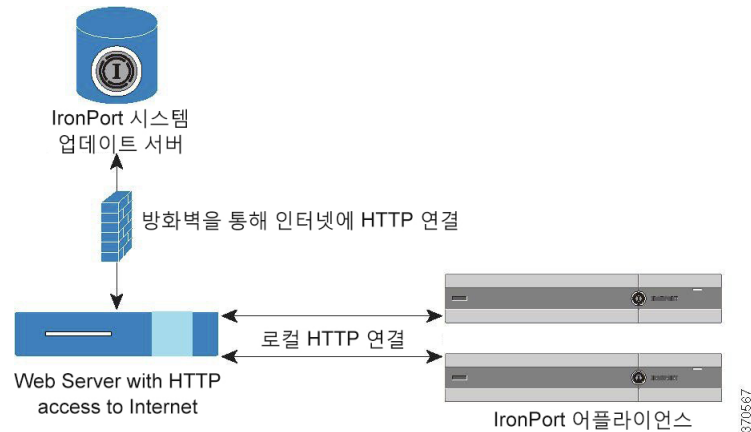 IronPort 시스템
업데이트 서버
방화벽을 통해 인터넷에 HTTP 연결
로컬 HTTP 연결
Web Server with HTTP
access to Internet
IronPort 어플라이언스
370567